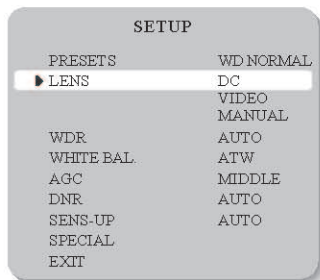 SETUP
PRESETS WD NORMAL
LENS DC
VIDEO
MANUAL
WDR AUTO
WHITE BAL. ATW
AGC MIDDLE
DNR AUTO
SENS-UP AUTO
SPECIAL
EXIT